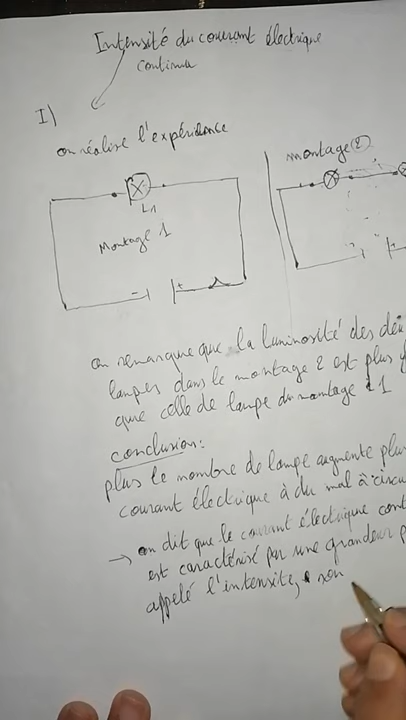 Intensité du courant électrique
continu
I)
on réalise l'expérience
montage(2)
L1
Montage 1
- +
-
on remarque que la luminosité des deu
lampes dans le montage 2 est plus f
que celle de lampe du montage 1
conclusion:
plus le nombre de lampe augmente plus
courant électrique à du mal à circu
→ on dit que le courant électrique cont
est caractérisé par une grandeur p
appelé l'intensité, son